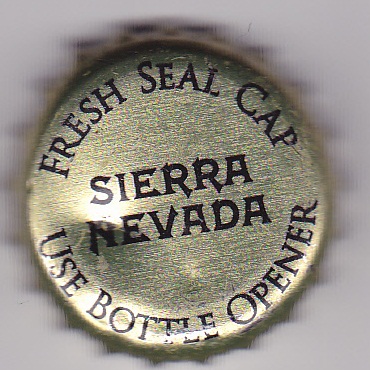 FRESH SEAL CAP
SIERRA
NEVADA
USE BOTTLE OPENER